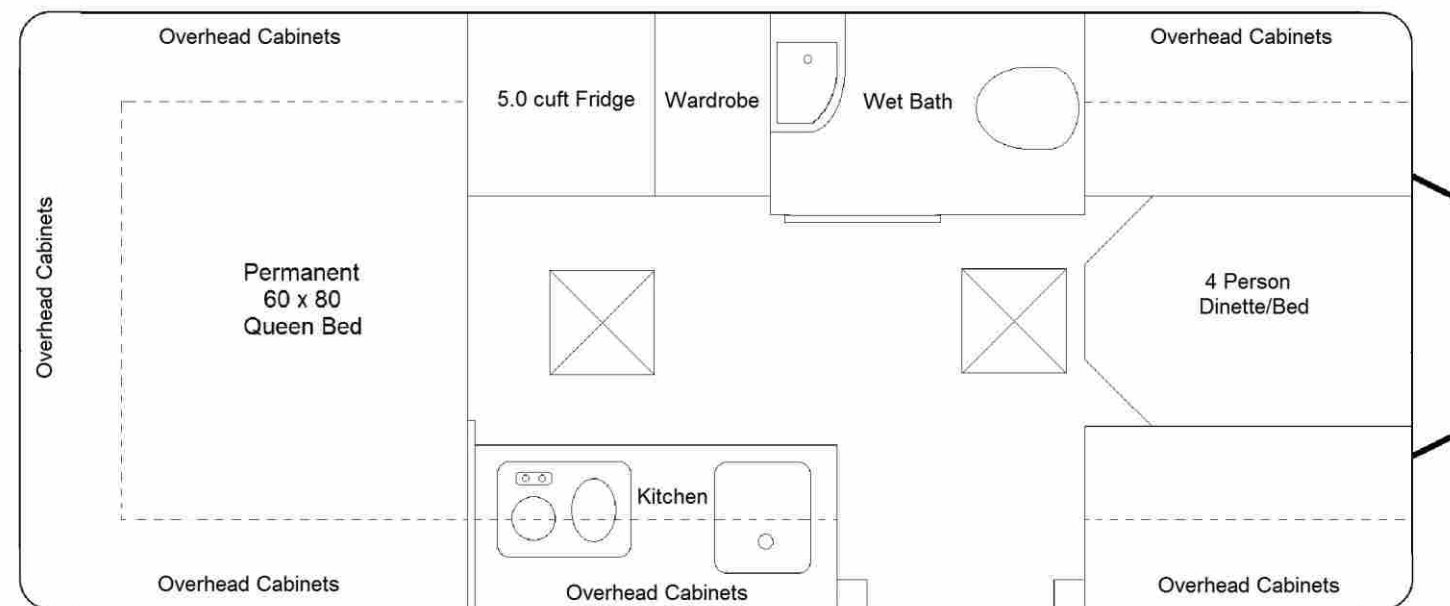 Overhead Cabinets
Overhead Cabinets
5.0 cuft Fridge
Wardrobe
Wet Bath
Overhead Cabinets
Permanent
60 x 80
Queen Bed
4 Person
Dinette/Bed
Kitchen
Overhead Cabinets
Overhead Cabinets
Overhead Cabinets